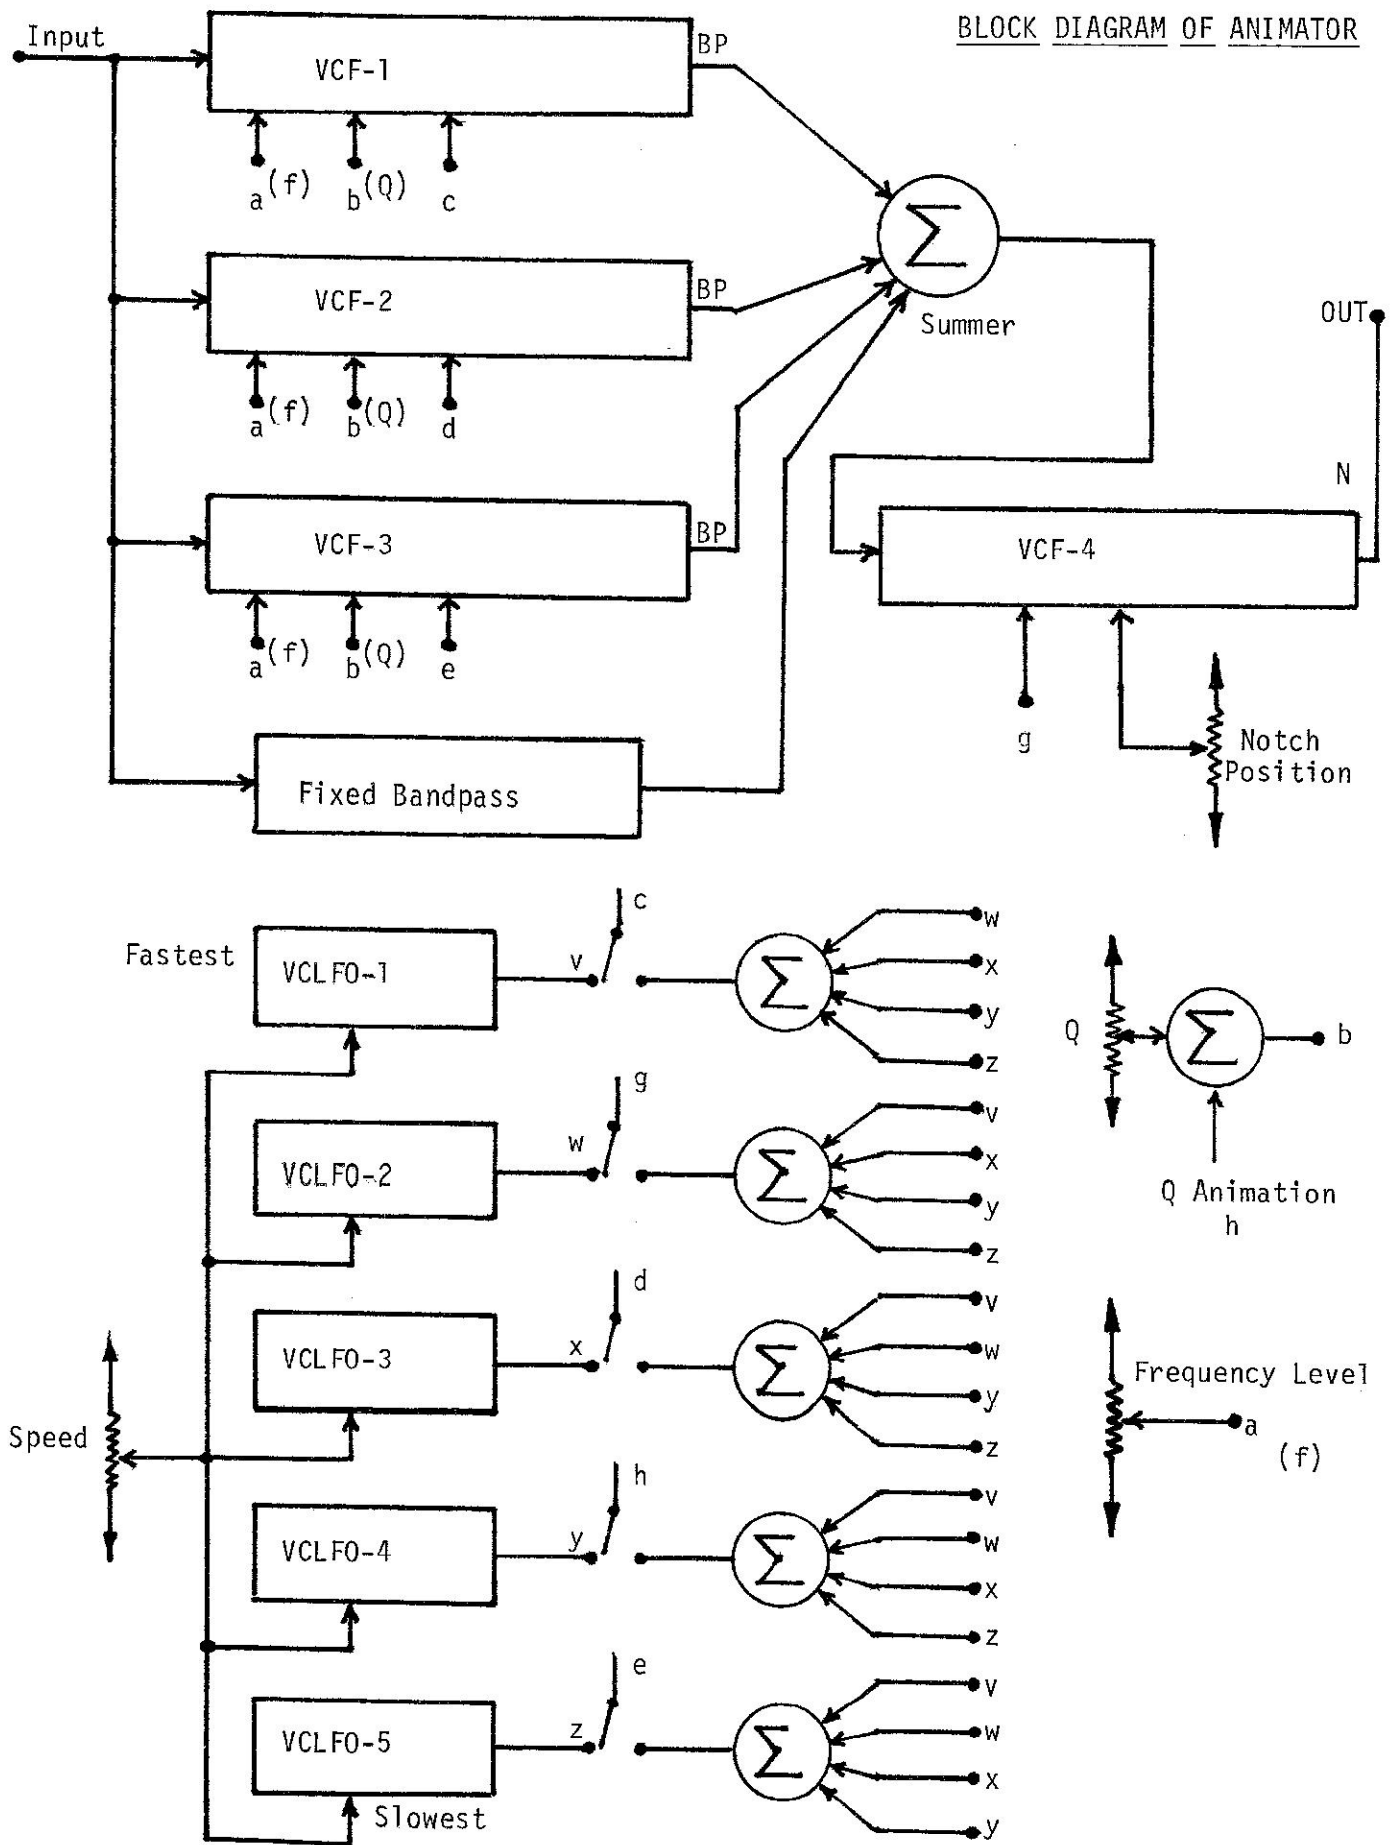 BLOCK DIAGRAM OF ANIMATOR
Input
VCF-1
BP
a (f)
b (Q)
c
VCF-2
BP
a (f)
b (Q)
d
Σ
Summer
OUT
VCF-3
BP
a (f)
b (Q)
e
N
VCF-4
g
Notch
Position
Fixed Bandpass
Fastest
VCLFO-1
v
c
Σ
w
x
y
z
Q
Σ
b
Q Animation
h
VCLFO-2
w
g
Σ
v
x
y
z
VCLFO-3
x
d
Σ
v
w
y
z
Frequency Level
a
(f)
Speed
VCLFO-4
y
h
Σ
v
w
x
z
VCLFO-5
z
e
Σ
v
w
x
y
Slowest